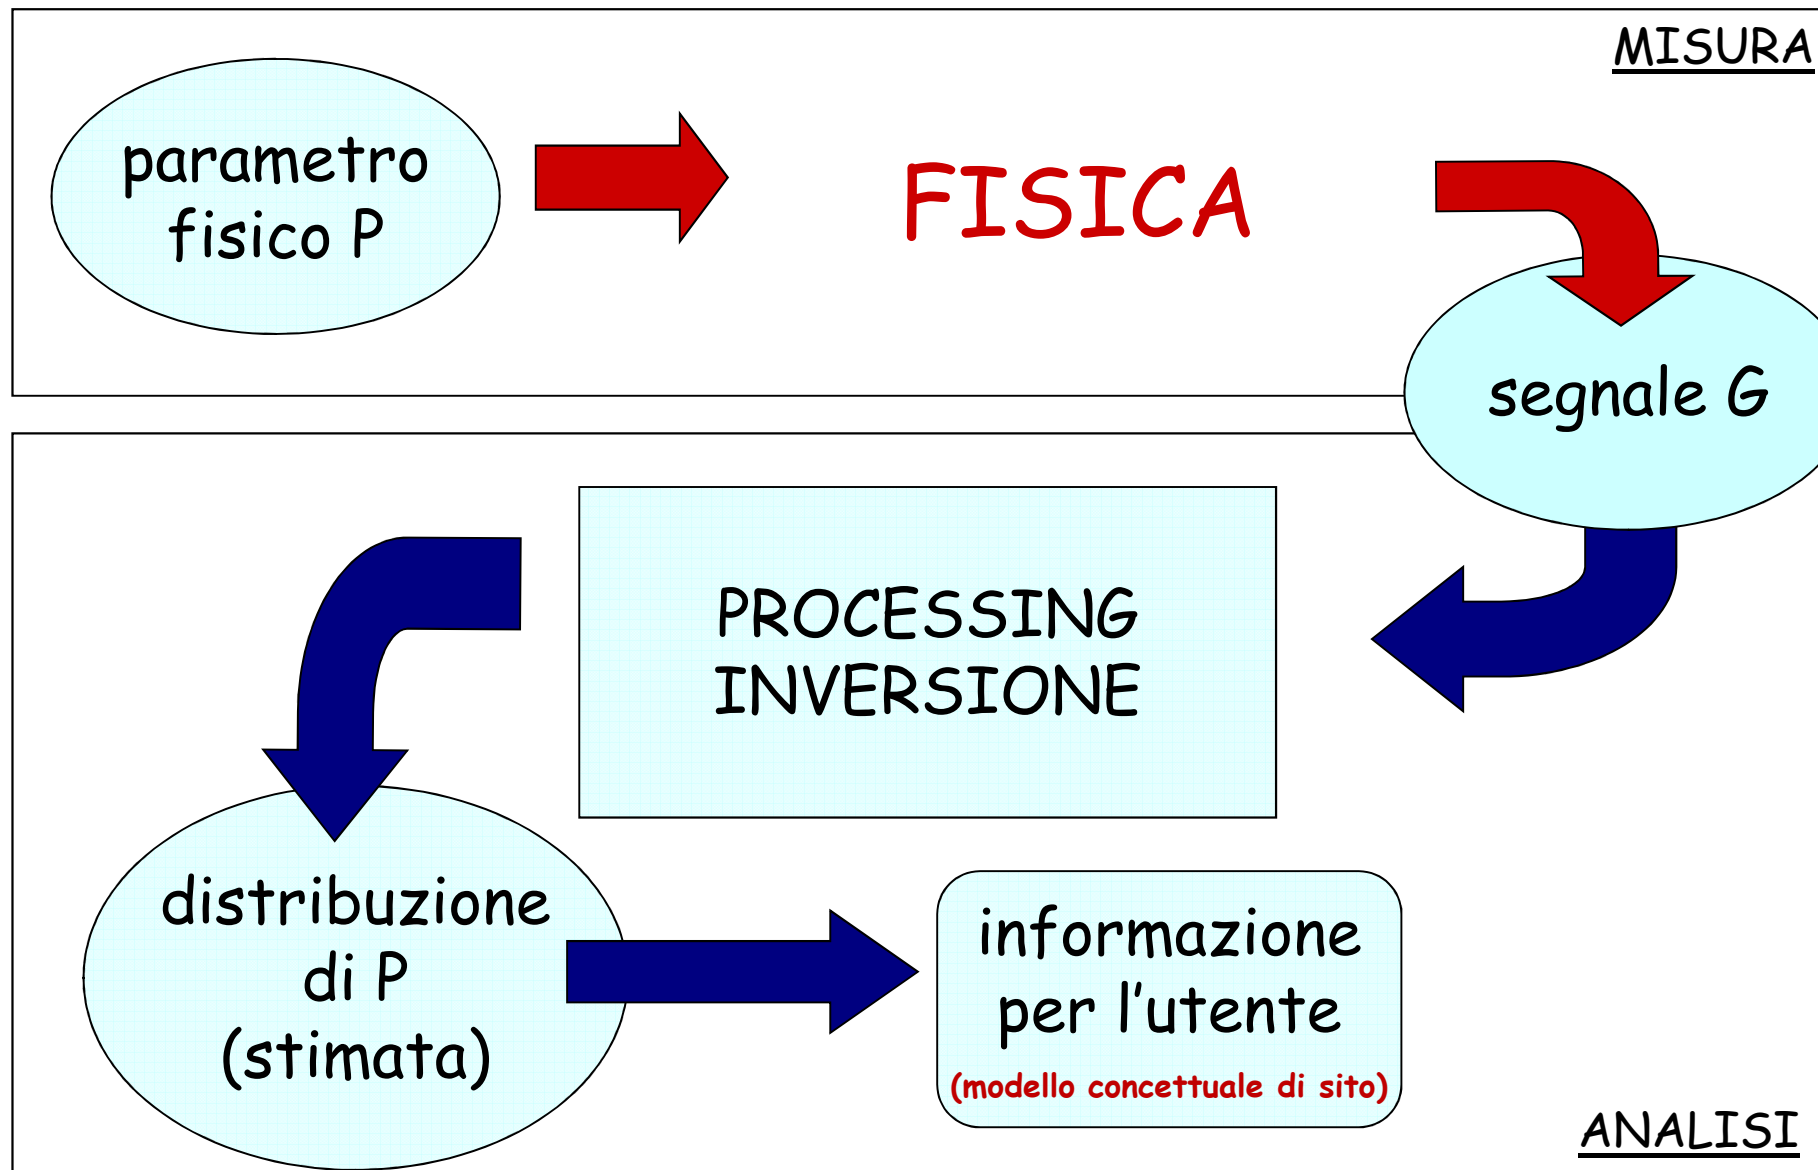 MISURA
parametro
fisico P
FISICA
segnale G
PROCESSING
INVERSIONE
distribuzione
di P
(stimata)
informazione
per l'utente
(modello concettuale di sito)
ANALISI